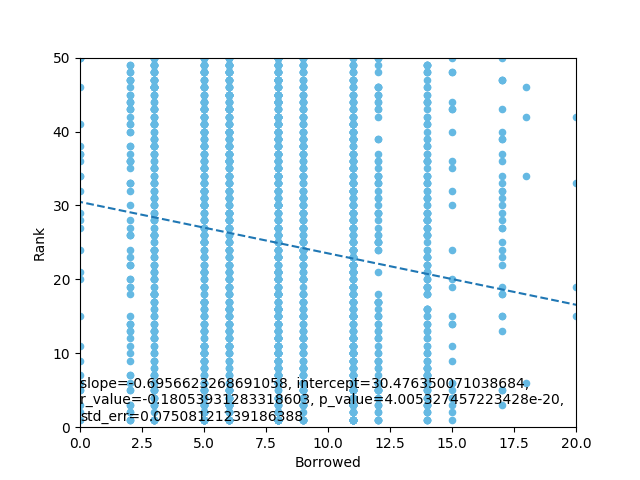 50
40
30
20
10
0
Rank
slope=-0.6956623268691058, intercept=30.476350071038684,
r_value=-0.18053931283318603, p_value=4.005327457223428e-20,
std_err=0.07508121239186388
0.0 2.5 5.0 7.5 10.0 12.5 15.0 17.5 20.0
Borrowed